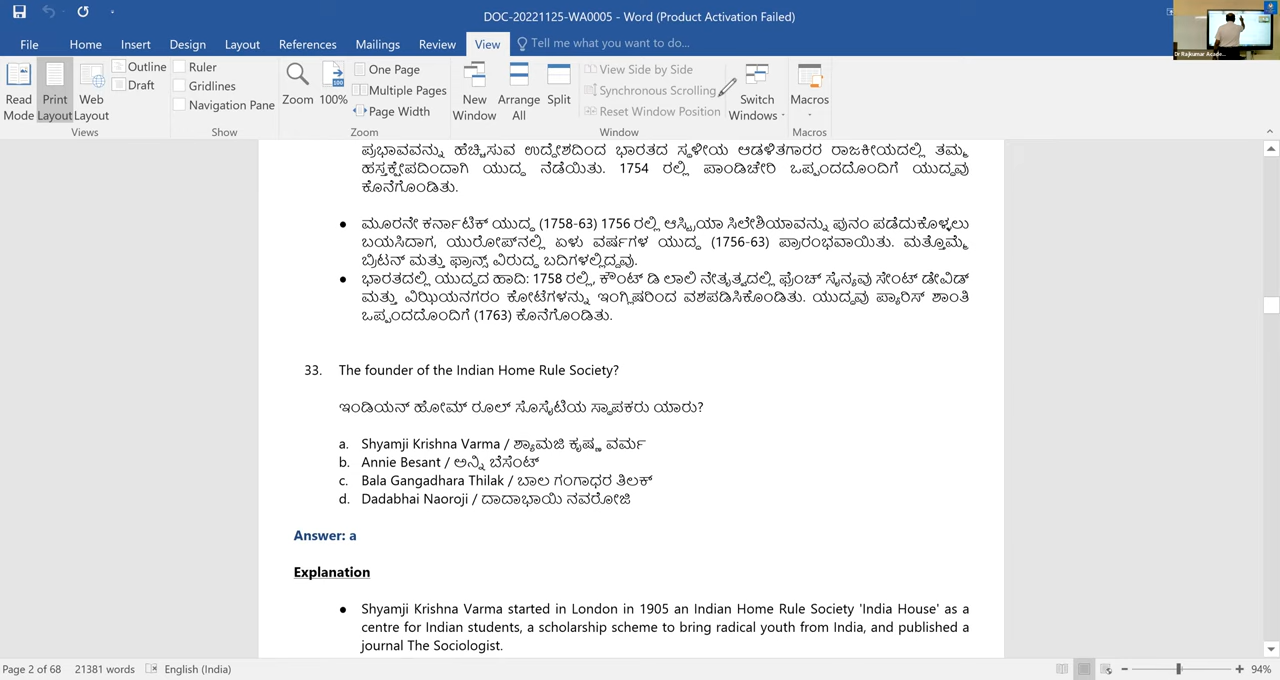 DOC-20221125-WA0005 - Word (Product Activation Failed)
File Home Insert Design Layout References Mailings Review View Tell me what you want to do...
Read Mode
Print Layout
Web Layout
Outline
Draft
Views
Ruler
Gridlines
Navigation Pane
Show
Zoom
100%
One Page
Multiple Pages
Page Width
Zoom
New Window
Arrange All
Split
View Side by Side
Synchronous Scrolling
Reset Window Position
Window
Switch Windows
Macros
Macros
Dr Rajkumar Acade...
ಪ್ರಭಾವವನ್ನು ಹೆಚ್ಚಿಸುವ ಉದ್ದೇಶದಿಂದ ಭಾರತದ ಸ್ಥಳೀಯ ಆಡಳಿತಗಾರರ ರಾಜಕೀಯದಲ್ಲಿ ತಮ್ಮ
ಹಸ್ತಕ್ಷೇಪದಿಂದಾಗಿ ಯುದ್ಧ ನಡೆಯಿತು. 1754 ರಲ್ಲಿ ಪಾಂಡಿಚೇರಿ ಒಪ್ಪಂದದೊಂದಿಗೆ ಯುದ್ಧವು
ಕೊನೆಗೊಂಡಿತು.
• ಮೂರನೇ ಕರ್ನಾಟಿಕ್ ಯುದ್ಧ (1758-63) 1756 ರಲ್ಲಿ ಆಸ್ಟ್ರಿಯಾ ಸಿಲೇಶಿಯಾವನ್ನು ಪುನಂ ಪಡೆದುಕೊಳ್ಳಲು
ಬಯಸಿದಾಗ, ಯುರೋಪ್‌ನಲ್ಲಿ ಏಳು ವರ್ಷಗಳ ಯುದ್ಧ (1756-63) ಪ್ರಾರಂಭವಾಯಿತು. ಮತ್ತೊಮ್ಮೆ
ಬ್ರಿಟನ್ ಮತ್ತು ಫ್ರಾನ್ಸ್ ವಿರುದ್ಧ ಬದಿಗಳಲ್ಲಿದ್ದವು.
• ಭಾರತದಲ್ಲಿ ಯುದ್ಧದ ಹಾದಿ: 1758 ರಲ್ಲಿ, ಕೌಂಟ್ ಡಿ ಲಾಲಿ ನೇತೃತ್ವದಲ್ಲಿ ಫ್ರೆಂಚ್ ಸೈನ್ಯವು ಸೇಂಟ್ ಡೇವಿಡ್
ಮತ್ತು ವಿಝಿಯನಗರಂ ಕೋಟೆಗಳನ್ನು ಇಂಗ್ಲಿಷರಿಂದ ವಶಪಡಿಸಿಕೊಂಡಿತು. ಯುದ್ಧವು ಪ್ಯಾರಿಸ್ ಶಾಂತಿ
ಒಪ್ಪಂದದೊಂದಿಗೆ (1763) ಕೊನೆಗೊಂಡಿತು.
33. The founder of the Indian Home Rule Society?
ಇಂಡಿಯನ್ ಹೋಮ್ ರೂಲ್ ಸೊಸೈಟಿಯ ಸ್ಥಾಪಕರು ಯಾರು?
a. Shyamji Krishna Varma / ಶ್ಯಾಮಜಿ ಕೃಷ್ಣ ವರ್ಮ
b. Annie Besant / ಅನ್ನಿ ಬೆಸೆಂಟ್
c. Bala Gangadhara Thilak / ಬಾಲ ಗಂಗಾಧರ ತಿಲಕ್
d. Dadabhai Naoroji / ದಾದಾಭಾಯಿ ನವರೋಜಿ
Answer: a
Explanation
• Shyamji Krishna Varma started in London in 1905 an Indian Home Rule Society 'India House' as a
centre for Indian students, a scholarship scheme to bring radical youth from India, and published a
journal The Sociologist.
Page 2 of 68 21381 words English (India) 94%